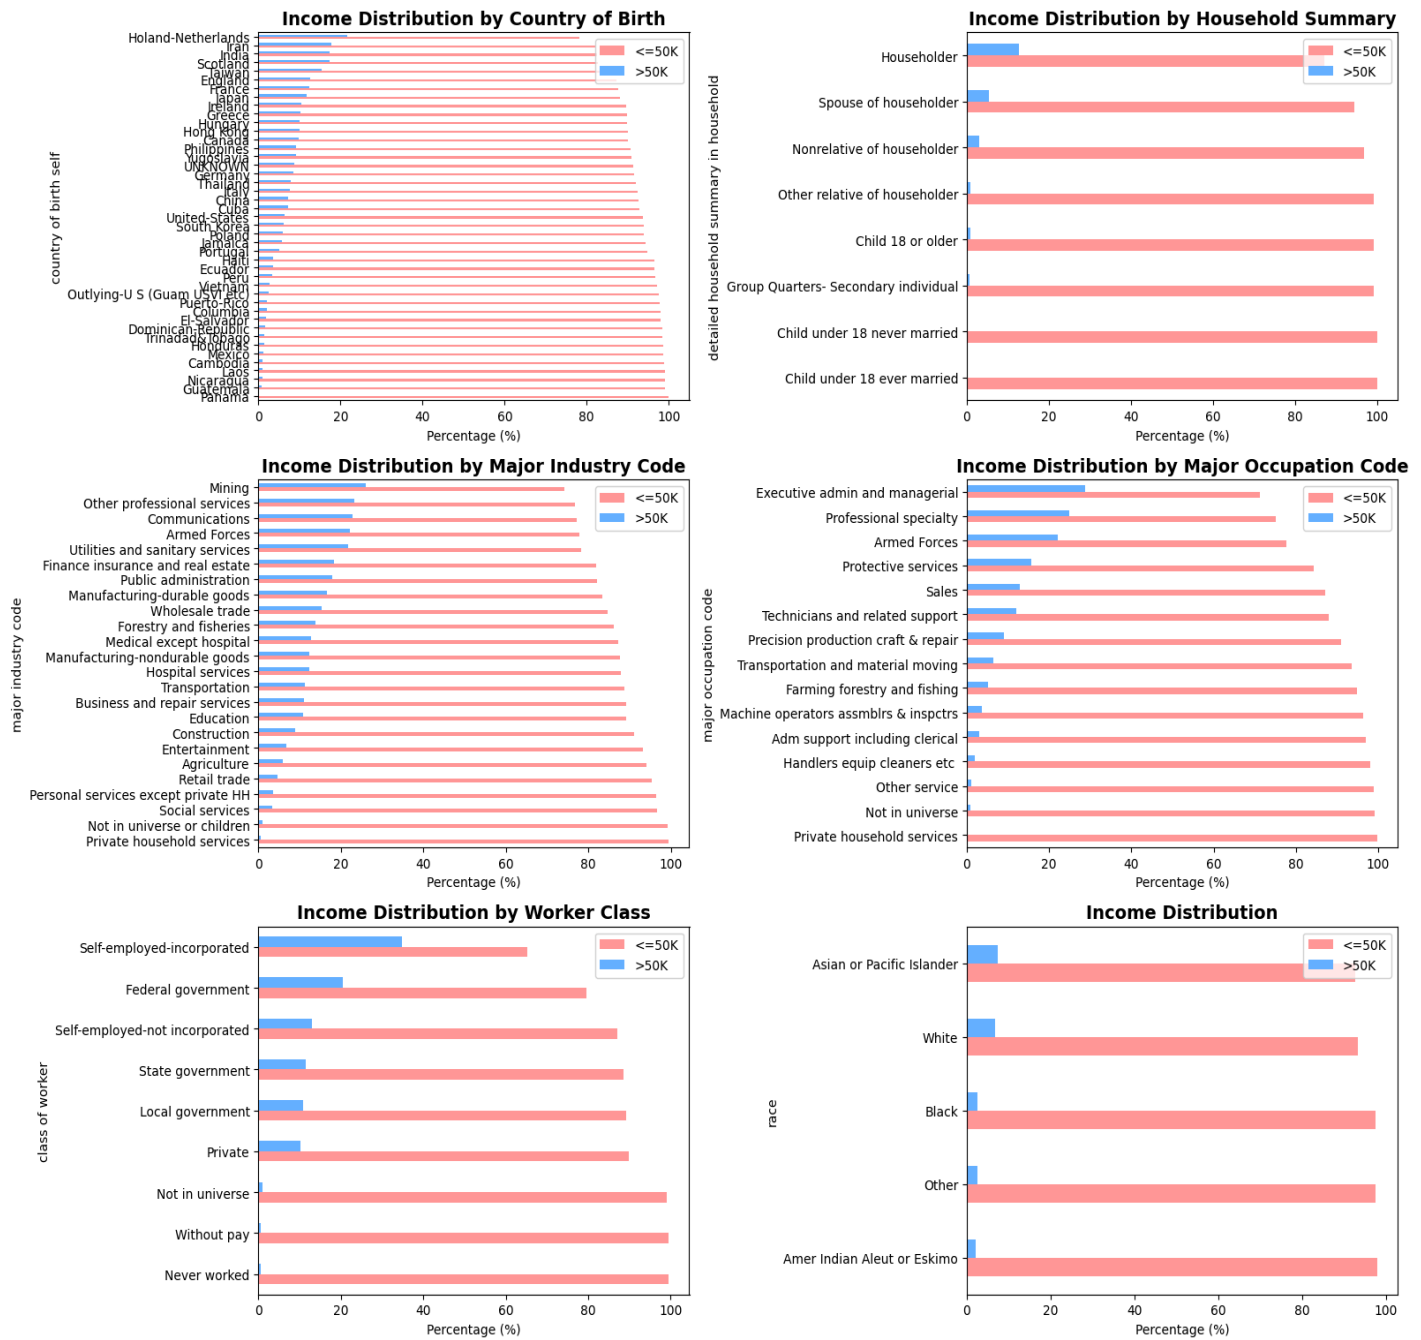 Income Distribution by Country of Birth
<=50K
>50K
country of birth self
Holand-Netherlands
Iran
India
Scotland
Taiwan
England
France
Japan
Ireland
Greece
Hungary
Hong Kong
Canada
Philippines
Yugoslavia
UNKNOWN
Germany
Thailand
Italy
China
Cuba
United-States
South Korea
Poland
Jamaica
Portugal
Haiti
Ecuador
Peru
Vietnam
Outlying-U S (Guam USVI etc)
Puerto-Rico
Columbia
El-Salvador
Dominican-Republic
Trinadad&Tobago
Honduras
Mexico
Cambodia
Laos
Nicaragua
Guatemala
Panama
0 20 40 60 80 100
Percentage (%)
Income Distribution by Household Summary
<=50K
>50K
detailed household summary in household
Householder
Spouse of householder
Nonrelative of householder
Other relative of householder
Child 18 or older
Group Quarters- Secondary individual
Child under 18 never married
Child under 18 ever married
0 20 40 60 80 100
Percentage (%)
Income Distribution by Major Industry Code
<=50K
>50K
major industry code
Mining
Other professional services
Communications
Armed Forces
Utilities and sanitary services
Finance insurance and real estate
Public administration
Manufacturing-durable goods
Wholesale trade
Forestry and fisheries
Medical except hospital
Manufacturing-nondurable goods
Hospital services
Transportation
Business and repair services
Education
Construction
Entertainment
Agriculture
Retail trade
Personal services except private HH
Social services
Not in universe or children
Private household services
0 20 40 60 80 100
Percentage (%)
Income Distribution by Major Occupation Code
<=50K
>50K
major occupation code
Executive admin and managerial
Professional specialty
Armed Forces
Protective services
Sales
Technicians and related support
Precision production craft & repair
Transportation and material moving
Farming forestry and fishing
Machine operators assmblrs & inspctrs
Adm support including clerical
Handlers equip cleaners etc
Other service
Not in universe
Private household services
0 20 40 60 80 100
Percentage (%)
Income Distribution by Worker Class
<=50K
>50K
class of worker
Self-employed-incorporated
Federal government
Self-employed-not incorporated
State government
Local government
Private
Not in universe
Without pay
Never worked
0 20 40 60 80 100
Percentage (%)
Income Distribution
<=50K
>50K
race
Asian or Pacific Islander
White
Black
Other
Amer Indian Aleut or Eskimo
0 20 40 60 80 100
Percentage (%)